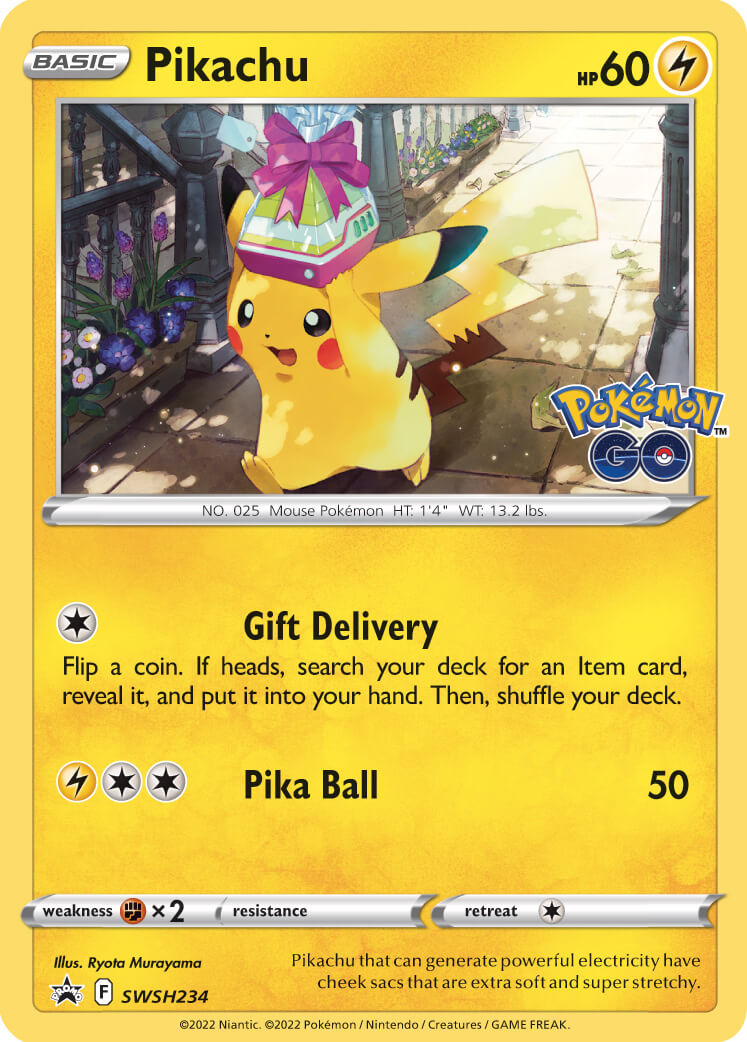 BASIC Pikachu HP60
POKéMON
GO™
NO. 025 Mouse Pokémon HT: 1'4" WT: 13.2 lbs.
Gift Delivery
Flip a coin. If heads, search your deck for an Item card,
reveal it, and put it into your hand. Then, shuffle your deck.
Pika Ball 50
weakness ×2 resistance retreat
Illus. Ryota Murayama
PROMO F SWSH234
Pikachu that can generate powerful electricity have
cheek sacs that are extra soft and super stretchy.
©2022 Niantic. ©2022 Pokémon / Nintendo / Creatures / GAME FREAK.